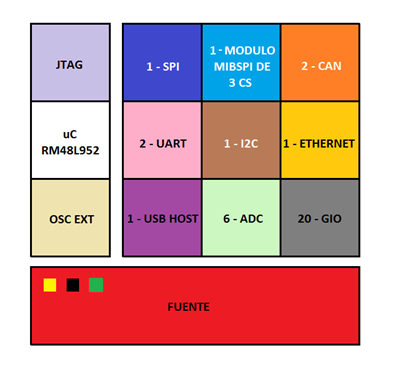 JTAG
1 - SPI
1 - MODULO
MIBSPI DE
3 CS
2 - CAN
uC
RM48L952
2 - UART
1 - I2C
1 - ETHERNET
OSC EXT
1 - USB HOST
6 - ADC
20 - GIO
FUENTE